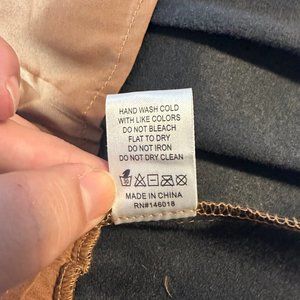 HAND WASH COLD
WITH LIKE COLORS
DO NOT BLEACH
FLAT TO DRY
DO NOT IRON
DO NOT DRY CLEAN
MADE IN CHINA
RN#146018